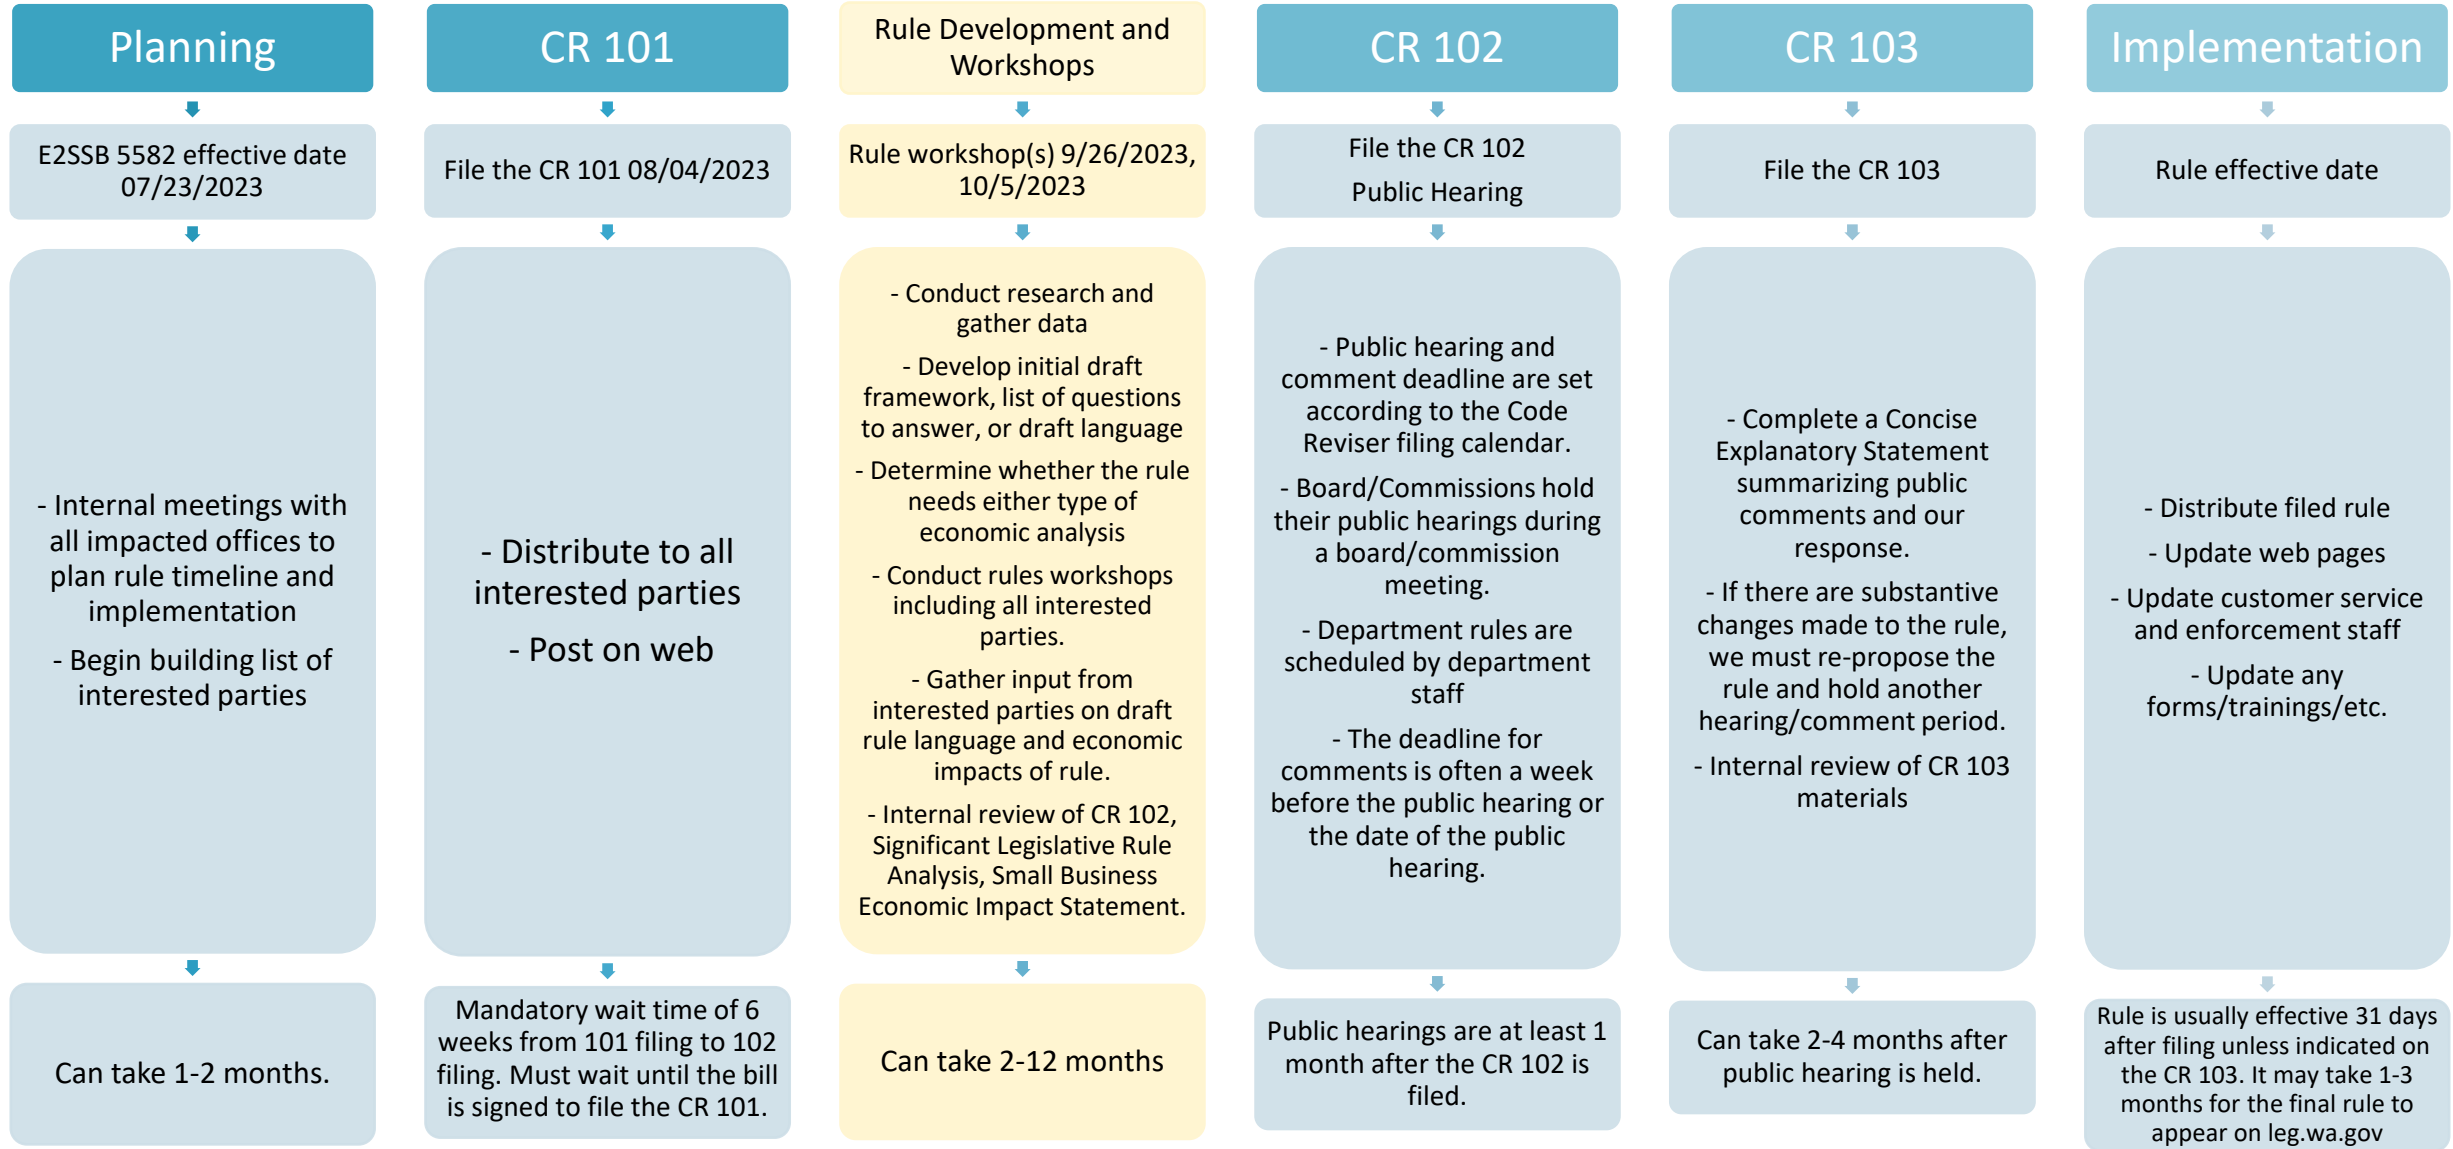 Planning
E2SSB 5582 effective date
07/23/2023
- Internal meetings with
all impacted offices to
plan rule timeline and
implementation
- Begin building list of
interested parties
Can take 1-2 months.
CR 101
File the CR 101 08/04/2023
- Distribute to all
interested parties
- Post on web
Mandatory wait time of 6
weeks from 101 filing to 102
filing. Must wait until the bill
is signed to file the CR 101.
Rule Development and
Workshops
Rule workshop(s) 9/26/2023,
10/5/2023
- Conduct research and
gather data
- Develop initial draft
framework, list of questions
to answer, or draft language
- Determine whether the rule
needs either type of
economic analysis
- Conduct rules workshops
including all interested
parties.
- Gather input from
interested parties on draft
rule language and economic
impacts of rule.
- Internal review of CR 102,
Significant Legislative Rule
Analysis, Small Business
Economic Impact Statement.
Can take 2-12 months
CR 102
File the CR 102
Public Hearing
- Public hearing and
comment deadline are set
according to the Code
Reviser filing calendar.
- Board/Commissions hold
their public hearings during
a board/commission
meeting.
- Department rules are
scheduled by department
staff
- The deadline for
comments is often a week
before the public hearing or
the date of the public
hearing.
Public hearings are at least 1
month after the CR 102 is
filed.
CR 103
File the CR 103
- Complete a Concise
Explanatory Statement
summarizing public
comments and our
response.
- If there are substantive
changes made to the rule,
we must re-propose the
rule and hold another
hearing/comment period.
- Internal review of CR 103
materials
Can take 2-4 months after
public hearing is held.
Implementation
Rule effective date
- Distribute filed rule
- Update web pages
- Update customer service
and enforcement staff
- Update any
forms/trainings/etc.
Rule is usually effective 31 days
after filing unless indicated on
the CR 103. It may take 1-3
months for the final rule to
appear on leg.wa.gov